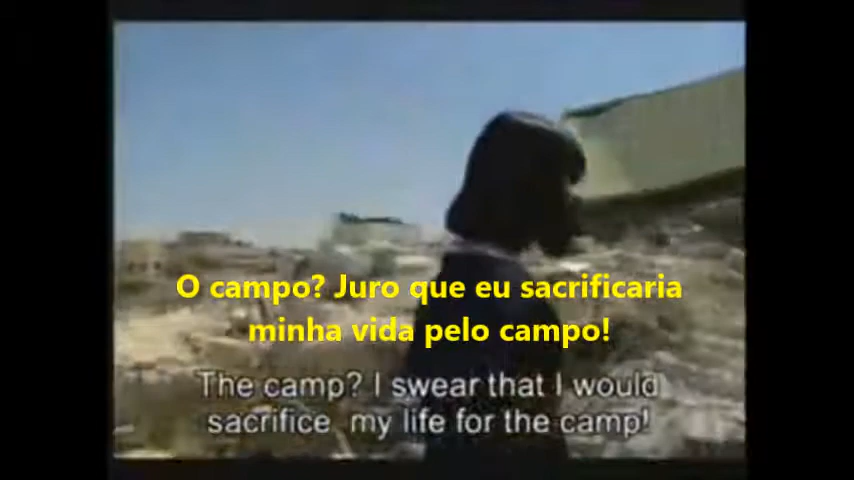 O campo? Juro que eu sacrificaria
minha vida pelo campo!
The camp? I swear that I would
sacrifice my life for the camp!